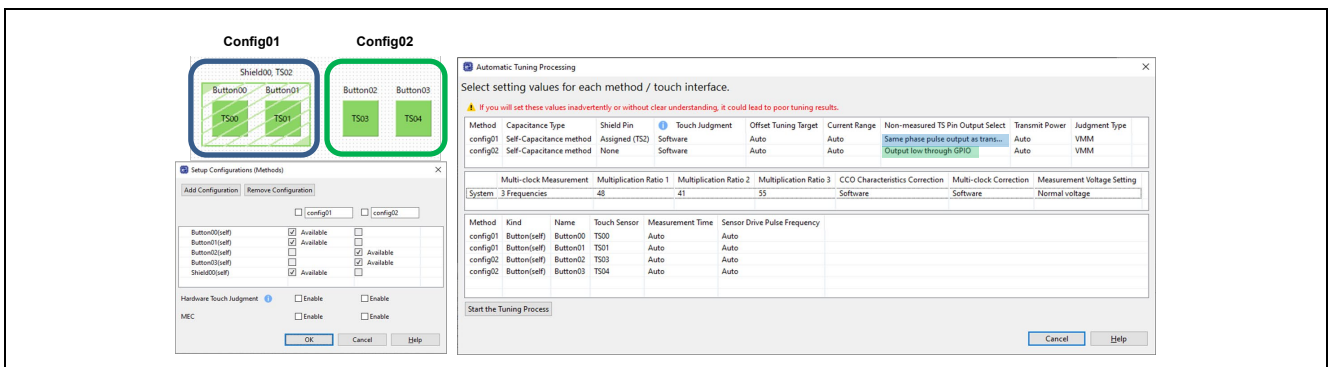 Config01 Config02
Shield00, TS02
Button00 Button01 Button02 Button03
TS00 TS01 TS03 TS04
Setup Configurations (Methods)
Add Configuration Remove Configuration
config01 config02
Button00(self) Available
Button01(self) Available
Button02(self) Available
Button03(self) Available
Shield00(self) Available
Hardware Touch Judgment Enable Enable
MEC Enable Enable
OK Cancel Help
Automatic Tuning Processing
Select setting values for each method / touch interface.
If you will set these values inadvertently or without clear understanding, it could lead to poor tuning results.
Method Capacitance Type Shield Pin Touch Judgment Offset Tuning Target Current Range Non-measured TS Pin Output Select Transmit Power Judgment Type
config01 Self-Capacitance method Assigned (TS2) Software Auto Auto Same phase pulse output as trans... Auto VMM
config02 Self-Capacitance method None Software Auto Auto Output low through GPIO Auto VMM
Multi-clock Measurement Multiplication Ratio 1 Multiplication Ratio 2 Multiplication Ratio 3 CCO Characteristics Correction Multi-clock Correction Measurement Voltage Setting
System 3 Frequencies 48 41 55 Software Software Normal voltage
Method Kind Name Touch Sensor Measurement Time Sensor Drive Pulse Frequency
config01 Button(self) Button00 TS00 Auto Auto
config01 Button(self) Button01 TS01 Auto Auto
config02 Button(self) Button02 TS03 Auto Auto
config02 Button(self) Button03 TS04 Auto Auto
Start the Tuning Process
Cancel Help